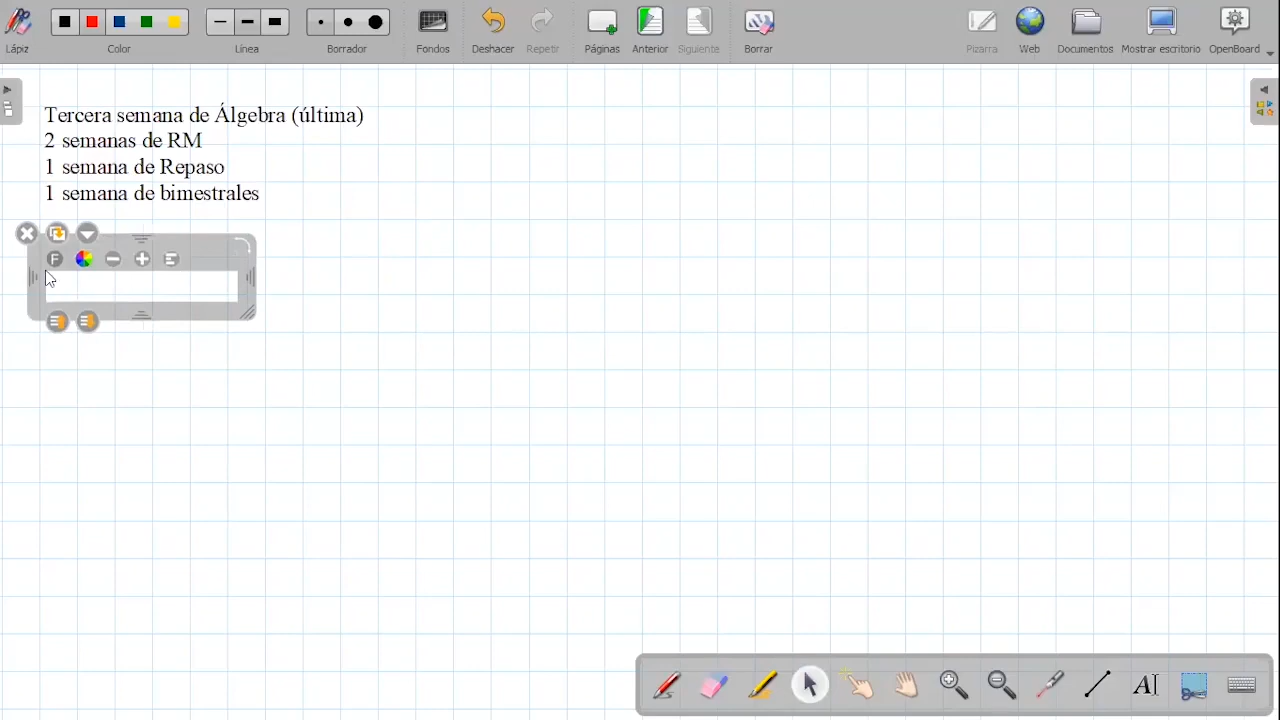 Lápiz
Color
Línea
Borrador
Fondos
Deshacer
Repetir
Páginas
Anterior
Siguiente
Borrar
Pizarra
Web
Documentos
Mostrar escritorio
OpenBoard
Tercera semana de Álgebra (última)
2 semanas de RM
1 semana de Repaso
1 semana de bimestrales
F
A